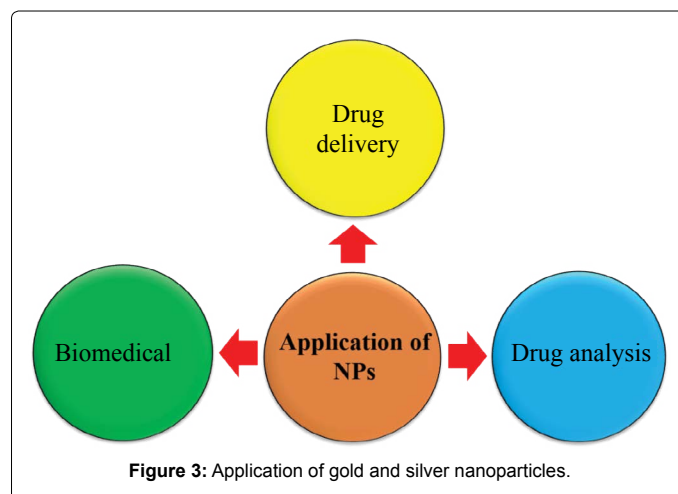 Drug
delivery
Biomedical
Application of
NPs
Drug analysis
Figure 3: Application of gold and silver nanoparticles.